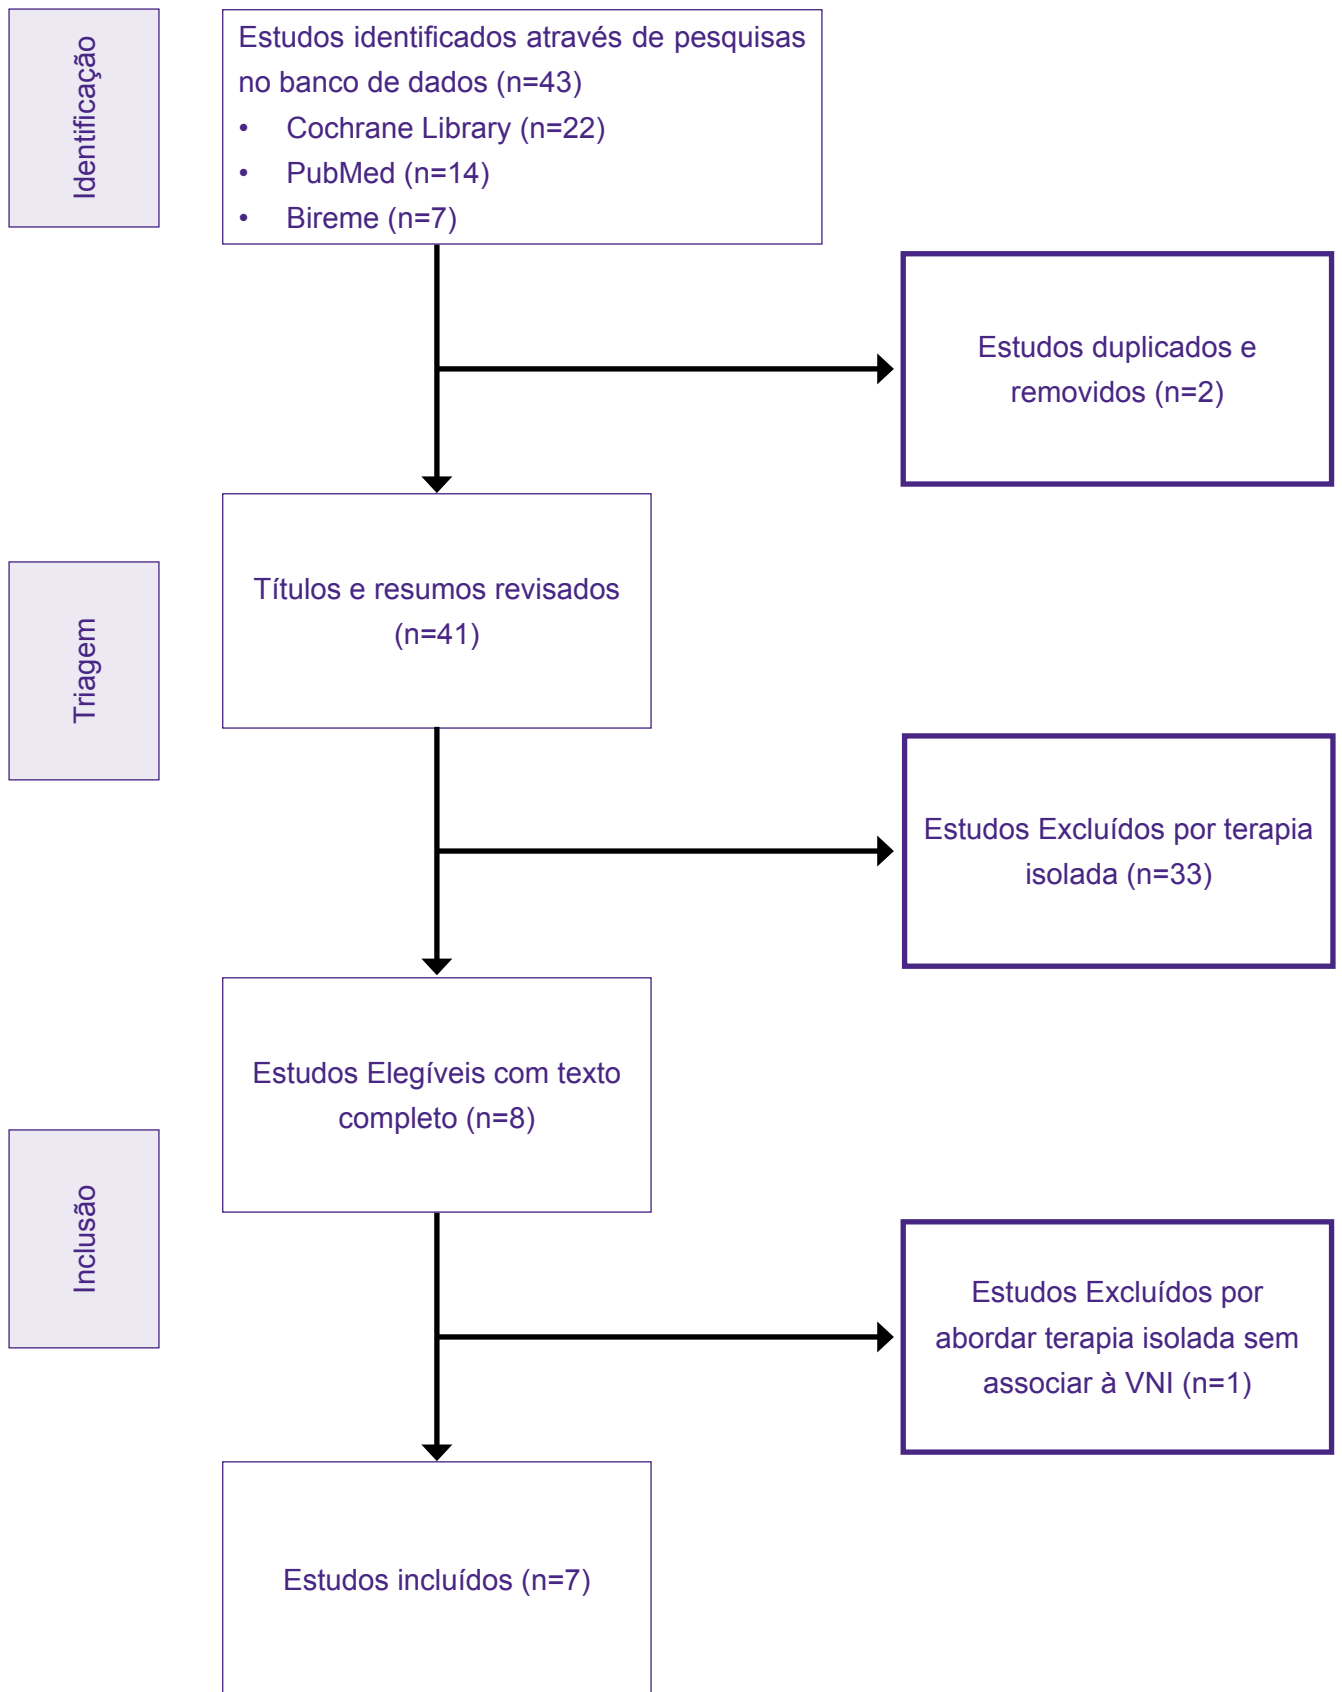 Identificação
Estudos identificados através de pesquisas
no banco de dados (n=43)
• Cochrane Library (n=22)
• PubMed (n=14)
• Bireme (n=7)
Estudos duplicados e
removidos (n=2)
Triagem
Títulos e resumos revisados
(n=41)
Estudos Excluídos por terapia
isolada (n=33)
Estudos Elegíveis com texto
completo (n=8)
Inclusão
Estudos Excluídos por
abordar terapia isolada sem
associar à VNI (n=1)
Estudos incluídos (n=7)